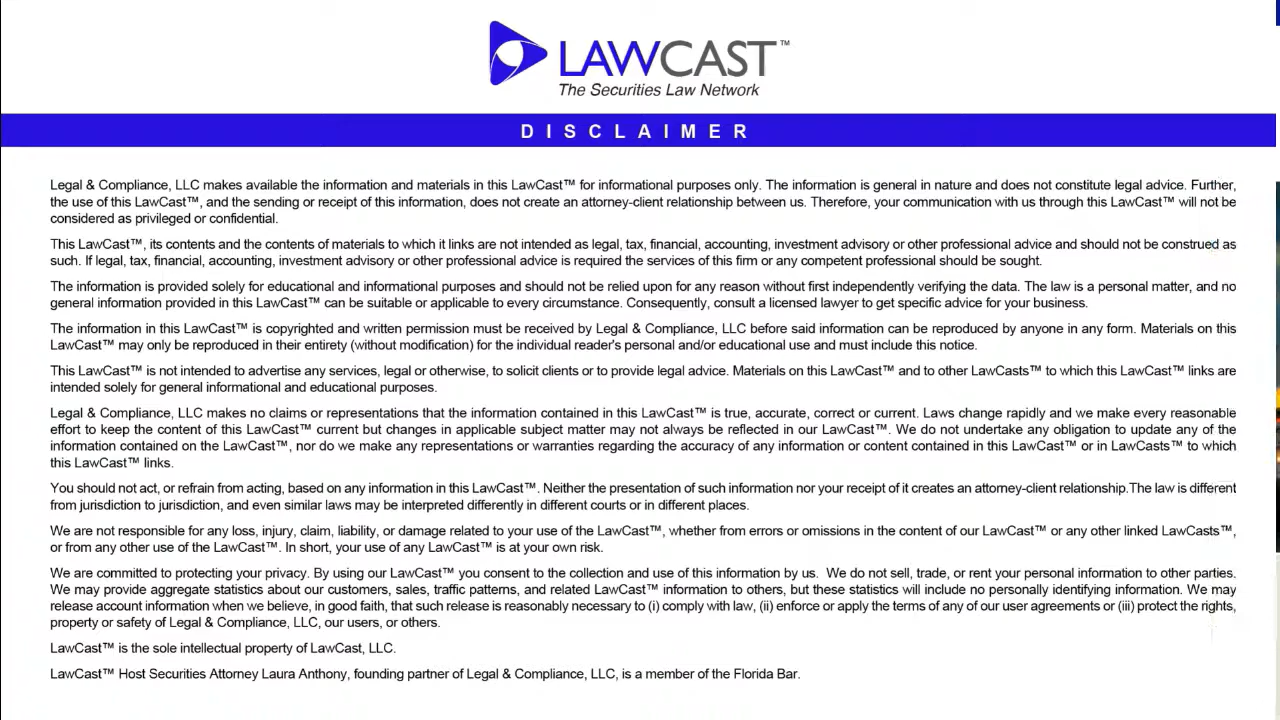 LAWCAST™
The Securities Law Network
DISCLAIMER
Legal & Compliance, LLC makes available the information and materials in this LawCast™ for informational purposes only. The information is general in nature and does not constitute legal advice. Further,
the use of this LawCast™, and the sending or receipt of this information, does not create an attorney-client relationship between us. Therefore, your communication with us through this LawCast™ will not be
considered as privileged or confidential.
This LawCast™, its contents and the contents of materials to which it links are not intended as legal, tax, financial, accounting, investment advisory or other professional advice and should not be construed as
such. If legal, tax, financial, accounting, investment advisory or other professional advice is required the services of this firm or any competent professional should be sought.
The information is provided solely for educational and informational purposes and should not be relied upon for any reason without first independently verifying the data. The law is a personal matter, and no
general information provided in this LawCast™ can be suitable or applicable to every circumstance. Consequently, consult a licensed lawyer to get specific advice for your business.
The information in this LawCast™ is copyrighted and written permission must be received by Legal & Compliance, LLC before said information can be reproduced by anyone in any form. Materials on this
LawCast™ may only be reproduced in their entirety (without modification) for the individual reader's personal and/or educational use and must include this notice.
This LawCast™ is not intended to advertise any services, legal or otherwise, to solicit clients or to provide legal advice. Materials on this LawCast™ and to other LawCasts™ to which this LawCast™ links are
intended solely for general informational and educational purposes.
Legal & Compliance, LLC makes no claims or representations that the information contained in this LawCast™ is true, accurate, correct or current. Laws change rapidly and we make every reasonable
effort to keep the content of this LawCast™ current but changes in applicable subject matter may not always be reflected in our LawCast™. We do not undertake any obligation to update any of the
information contained on the LawCast™, nor do we make any representations or warranties regarding the accuracy of any information or content contained in this LawCast™ or in LawCasts™ to which
this LawCast™ links.
You should not act, or refrain from acting, based on any information in this LawCast™. Neither the presentation of such information nor your receipt of it creates an attorney-client relationship.The law is different
from jurisdiction to jurisdiction, and even similar laws may be interpreted differently in different courts or in different places.
We are not responsible for any loss, injury, claim, liability, or damage related to your use of the LawCast™, whether from errors or omissions in the content of our LawCast™ or any other linked LawCasts™,
or from any other use of the LawCast™. In short, your use of any LawCast™ is at your own risk.
We are committed to protecting your privacy. By using our LawCast™ you consent to the collection and use of this information by us.  We do not sell, trade, or rent your personal information to other parties.
We may provide aggregate statistics about our customers, sales, traffic patterns, and related LawCast™ information to others, but these statistics will include no personally identifying information. We may
release account information when we believe, in good faith, that such release is reasonably necessary to (i) comply with law, (ii) enforce or apply the terms of any of our user agreements or (iii) protect the rights,
property or safety of Legal & Compliance, LLC, our users, or others.
LawCast™ is the sole intellectual property of LawCast, LLC.
LawCast™ Host Securities Attorney Laura Anthony, founding partner of Legal & Compliance, LLC, is a member of the Florida Bar.